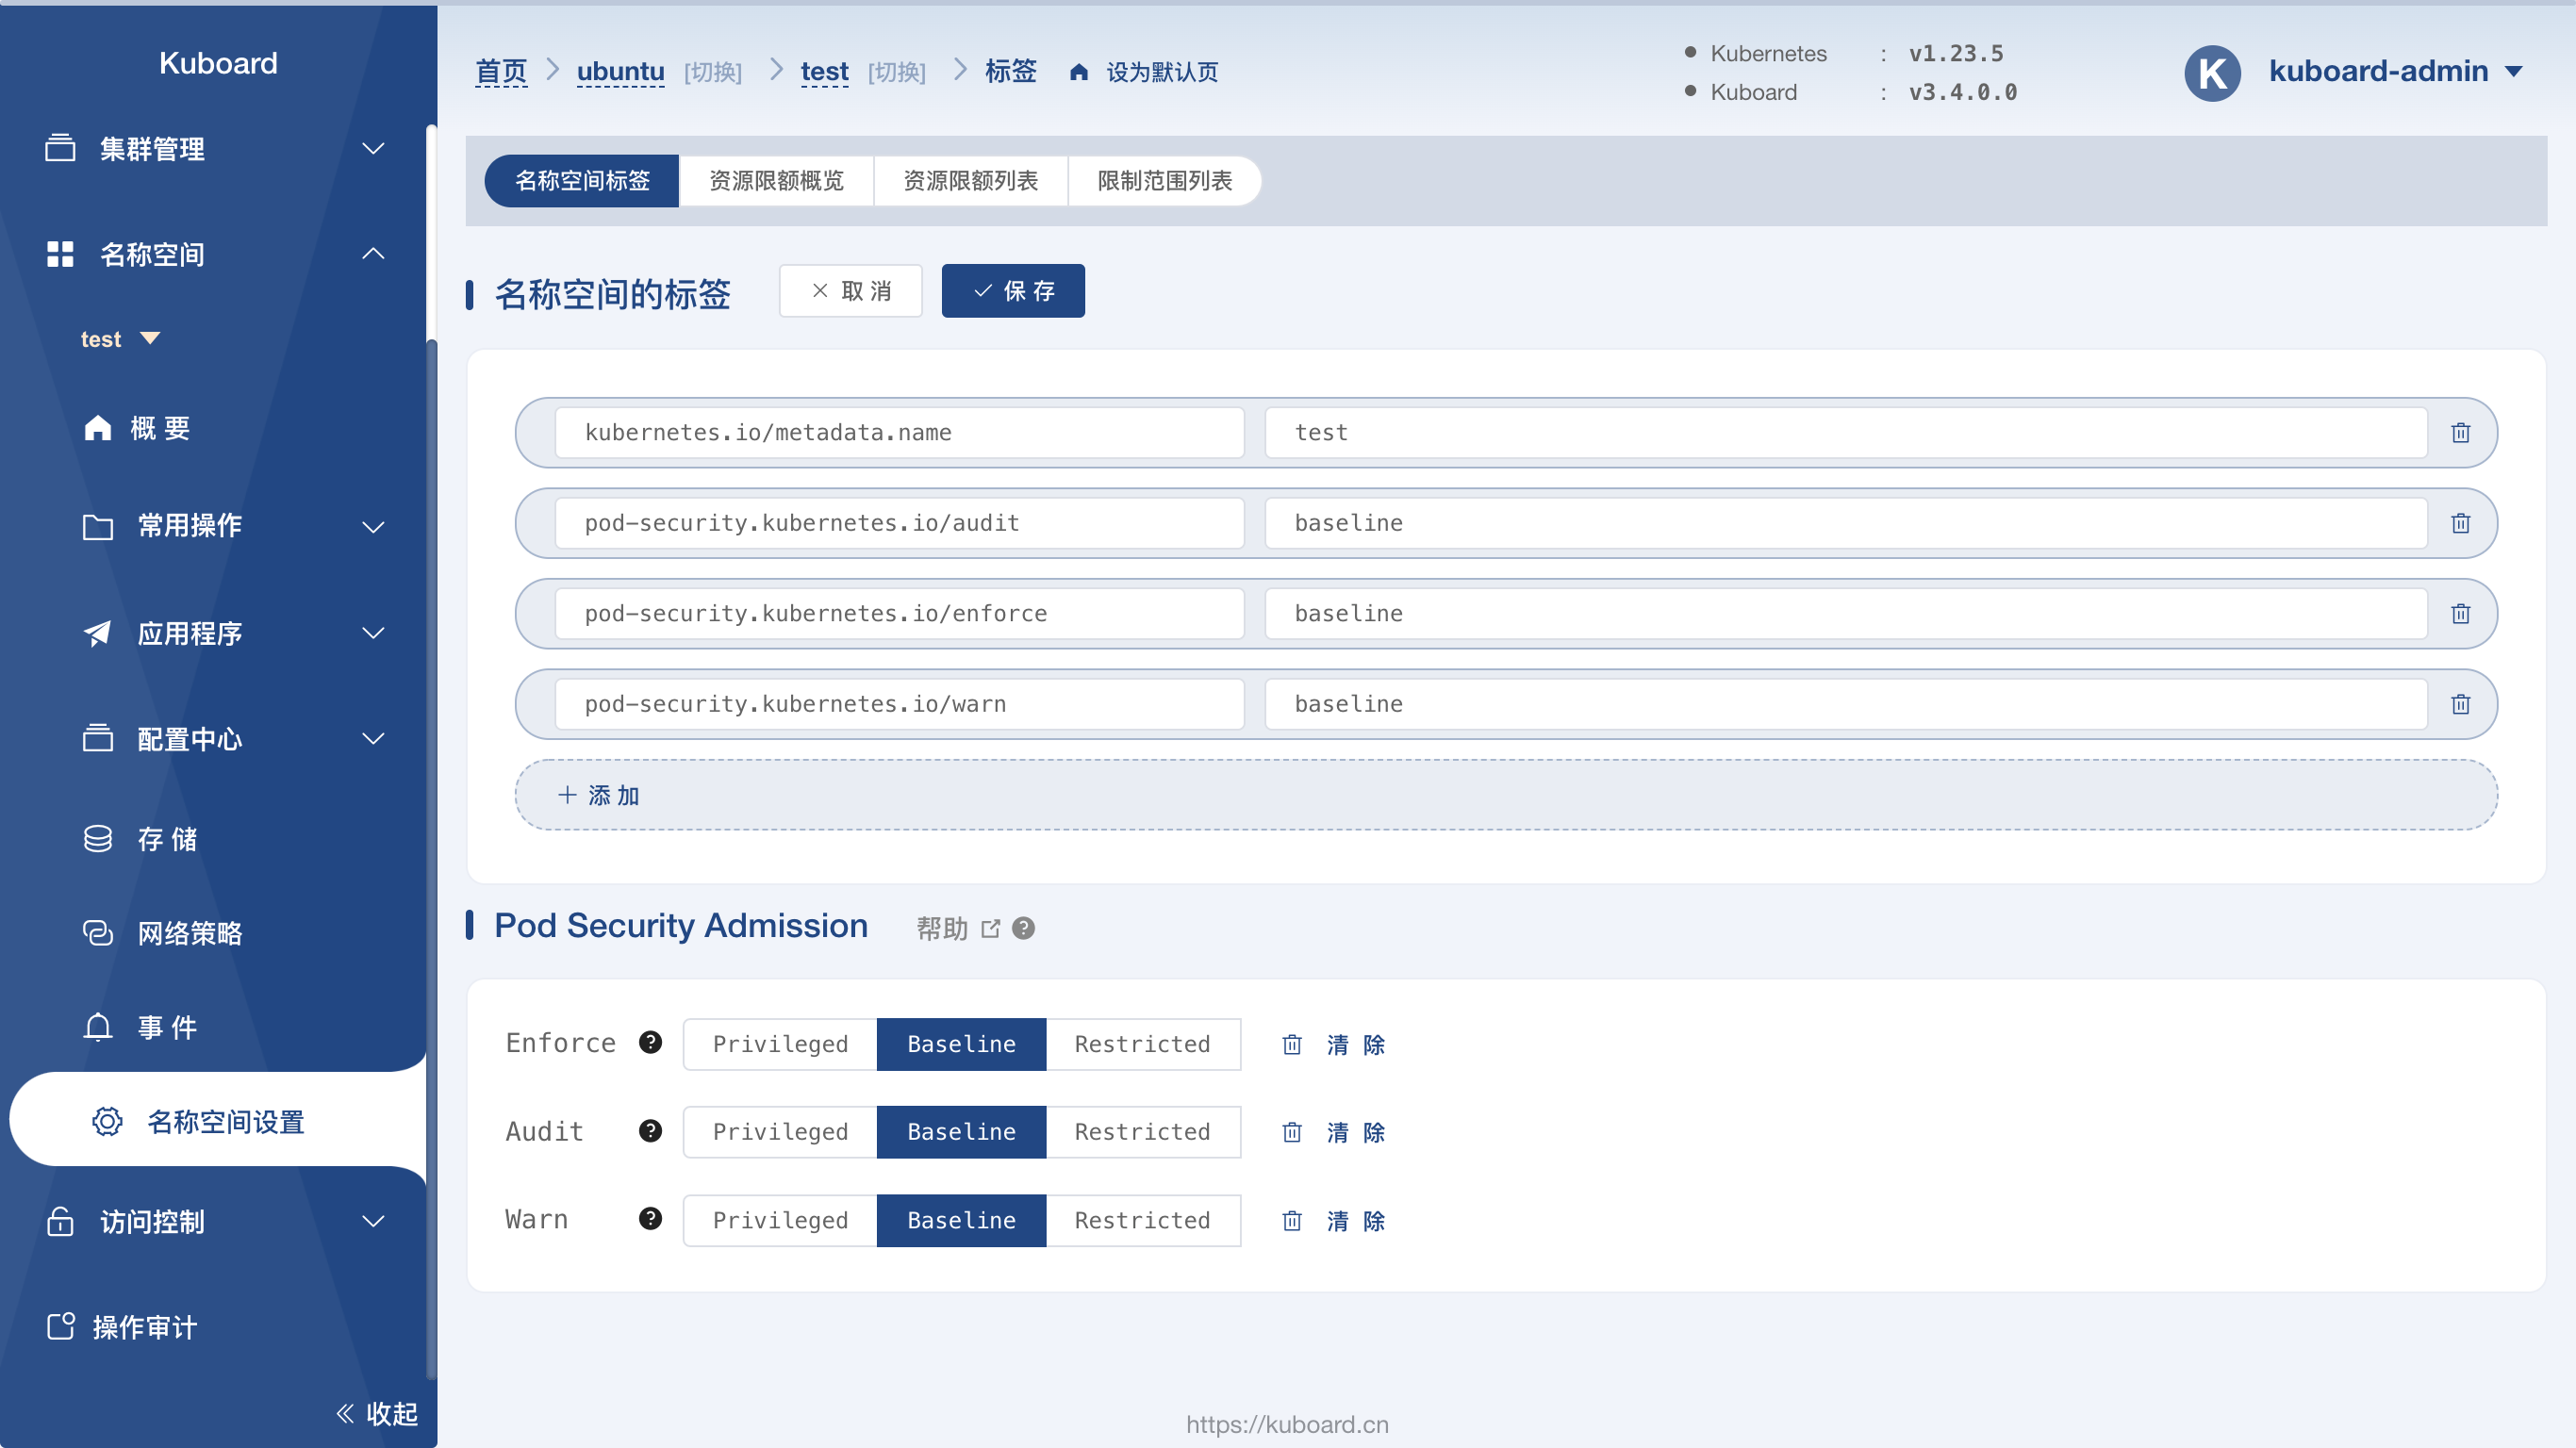 Kuboard
集群管理
名称空间
test
概 要
常用操作
应用程序
配置中心
存 储
网络策略
事 件
名称空间设置
访问控制
操作审计
收起
首页 ubuntu [切换] test [切换] 标签 设为默认页
Kubernetes : v1.23.5
Kuboard : v3.4.0.0
K kuboard-admin
名称空间标签 资源限额概览 资源限额列表 限制范围列表
名称空间的标签 取 消 保 存
kubernetes.io/metadata.name test
pod-security.kubernetes.io/audit baseline
pod-security.kubernetes.io/enforce baseline
pod-security.kubernetes.io/warn baseline
添 加
Pod Security Admission 帮助
Enforce Privileged Baseline Restricted 清 除
Audit Privileged Baseline Restricted 清 除
Warn Privileged Baseline Restricted 清 除
https://kuboard.cn